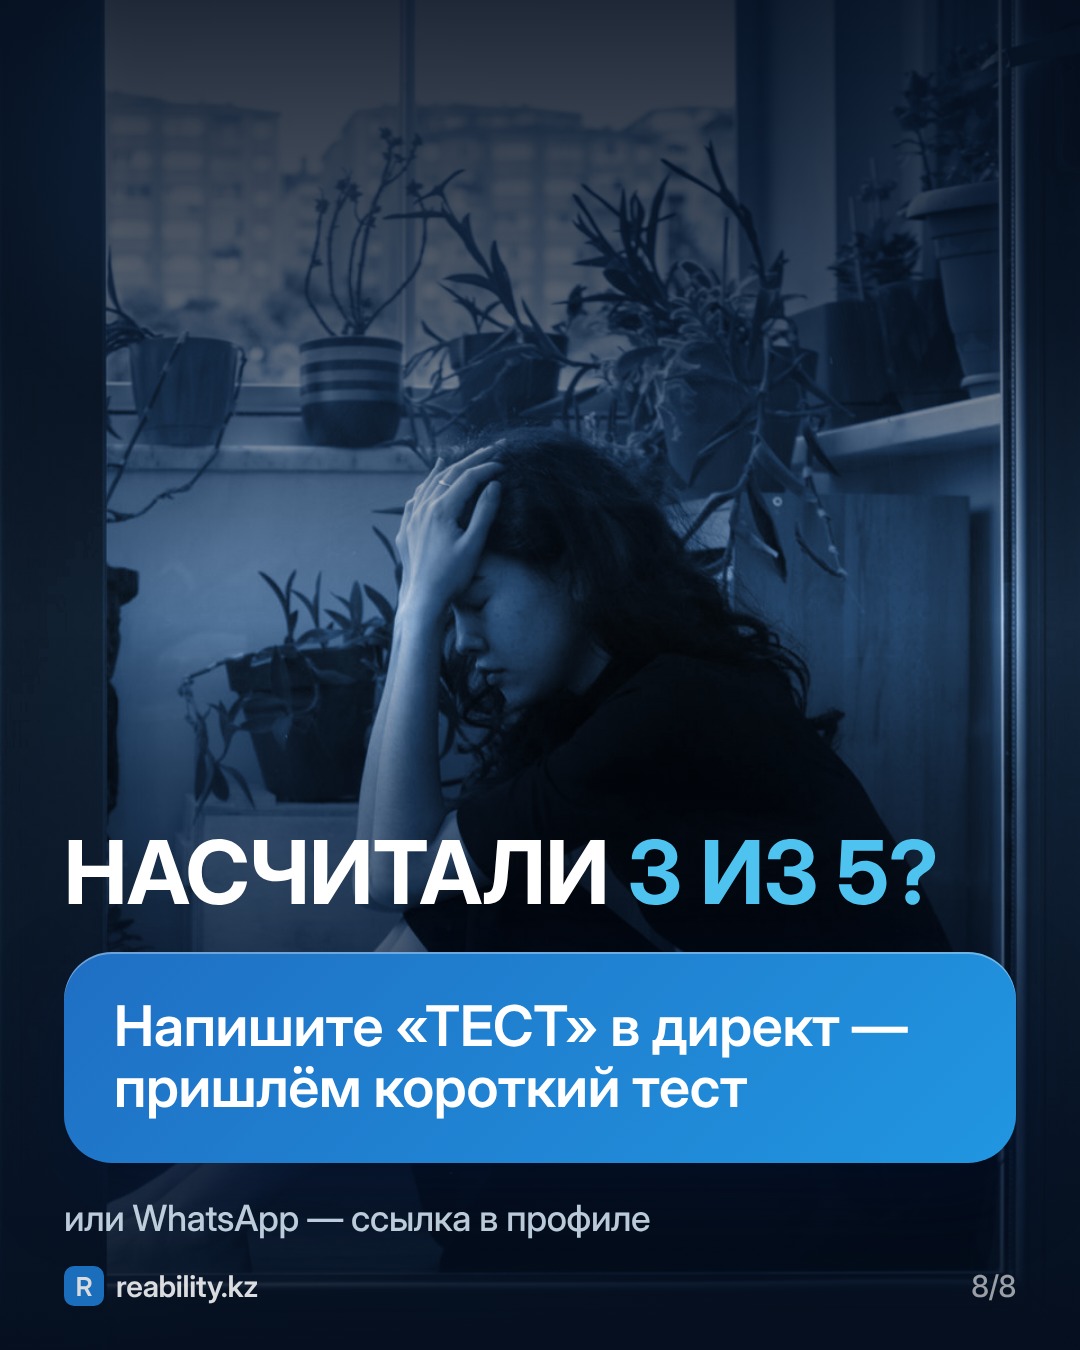 НАСЧИТАЛИ 3 ИЗ 5?
Напишите «ТЕСТ» в директ —
пришлём короткий тест
или WhatsApp — ссылка в профиле
R reability.kz
8/8